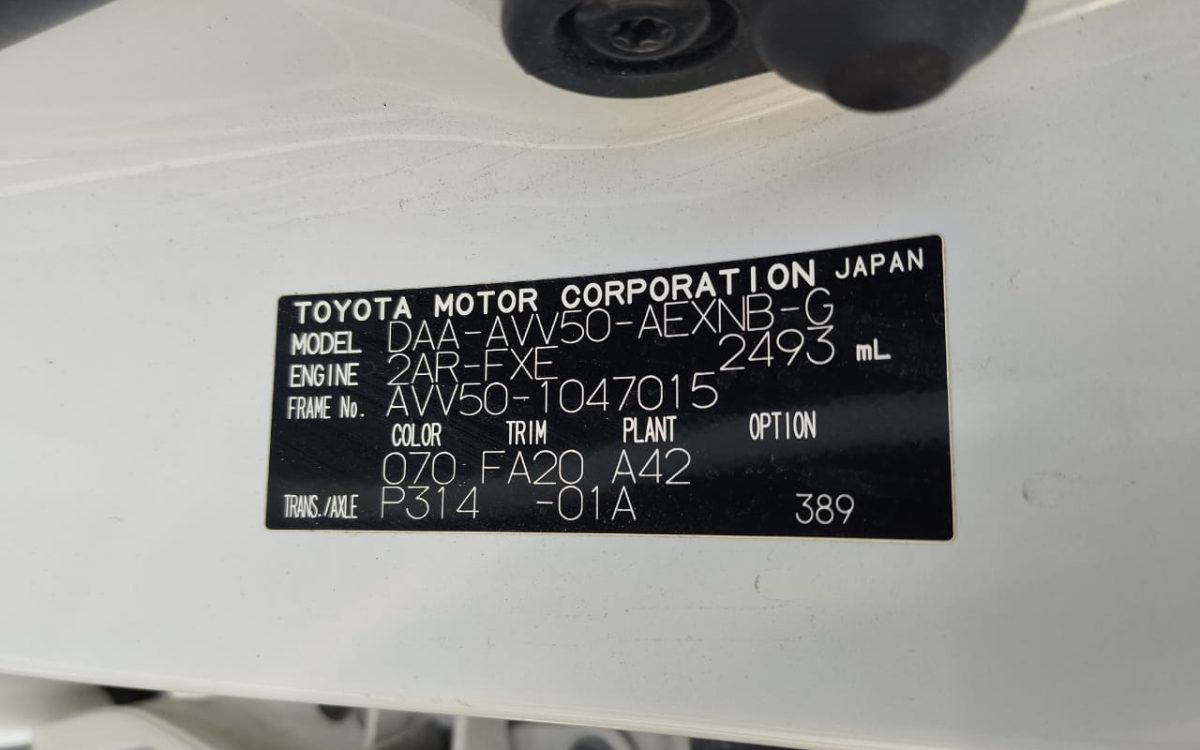 TOYOTA MOTOR CORPORATION JAPAN
MODEL DAA-AVV50-AEXNB-G
ENGINE 2AR-FXE 2493 mL
FRAME No. AVV50-1047015
COLOR TRIM PLANT OPTION
070 FA20 A42
TRANS./AXLE P314 -01A 389